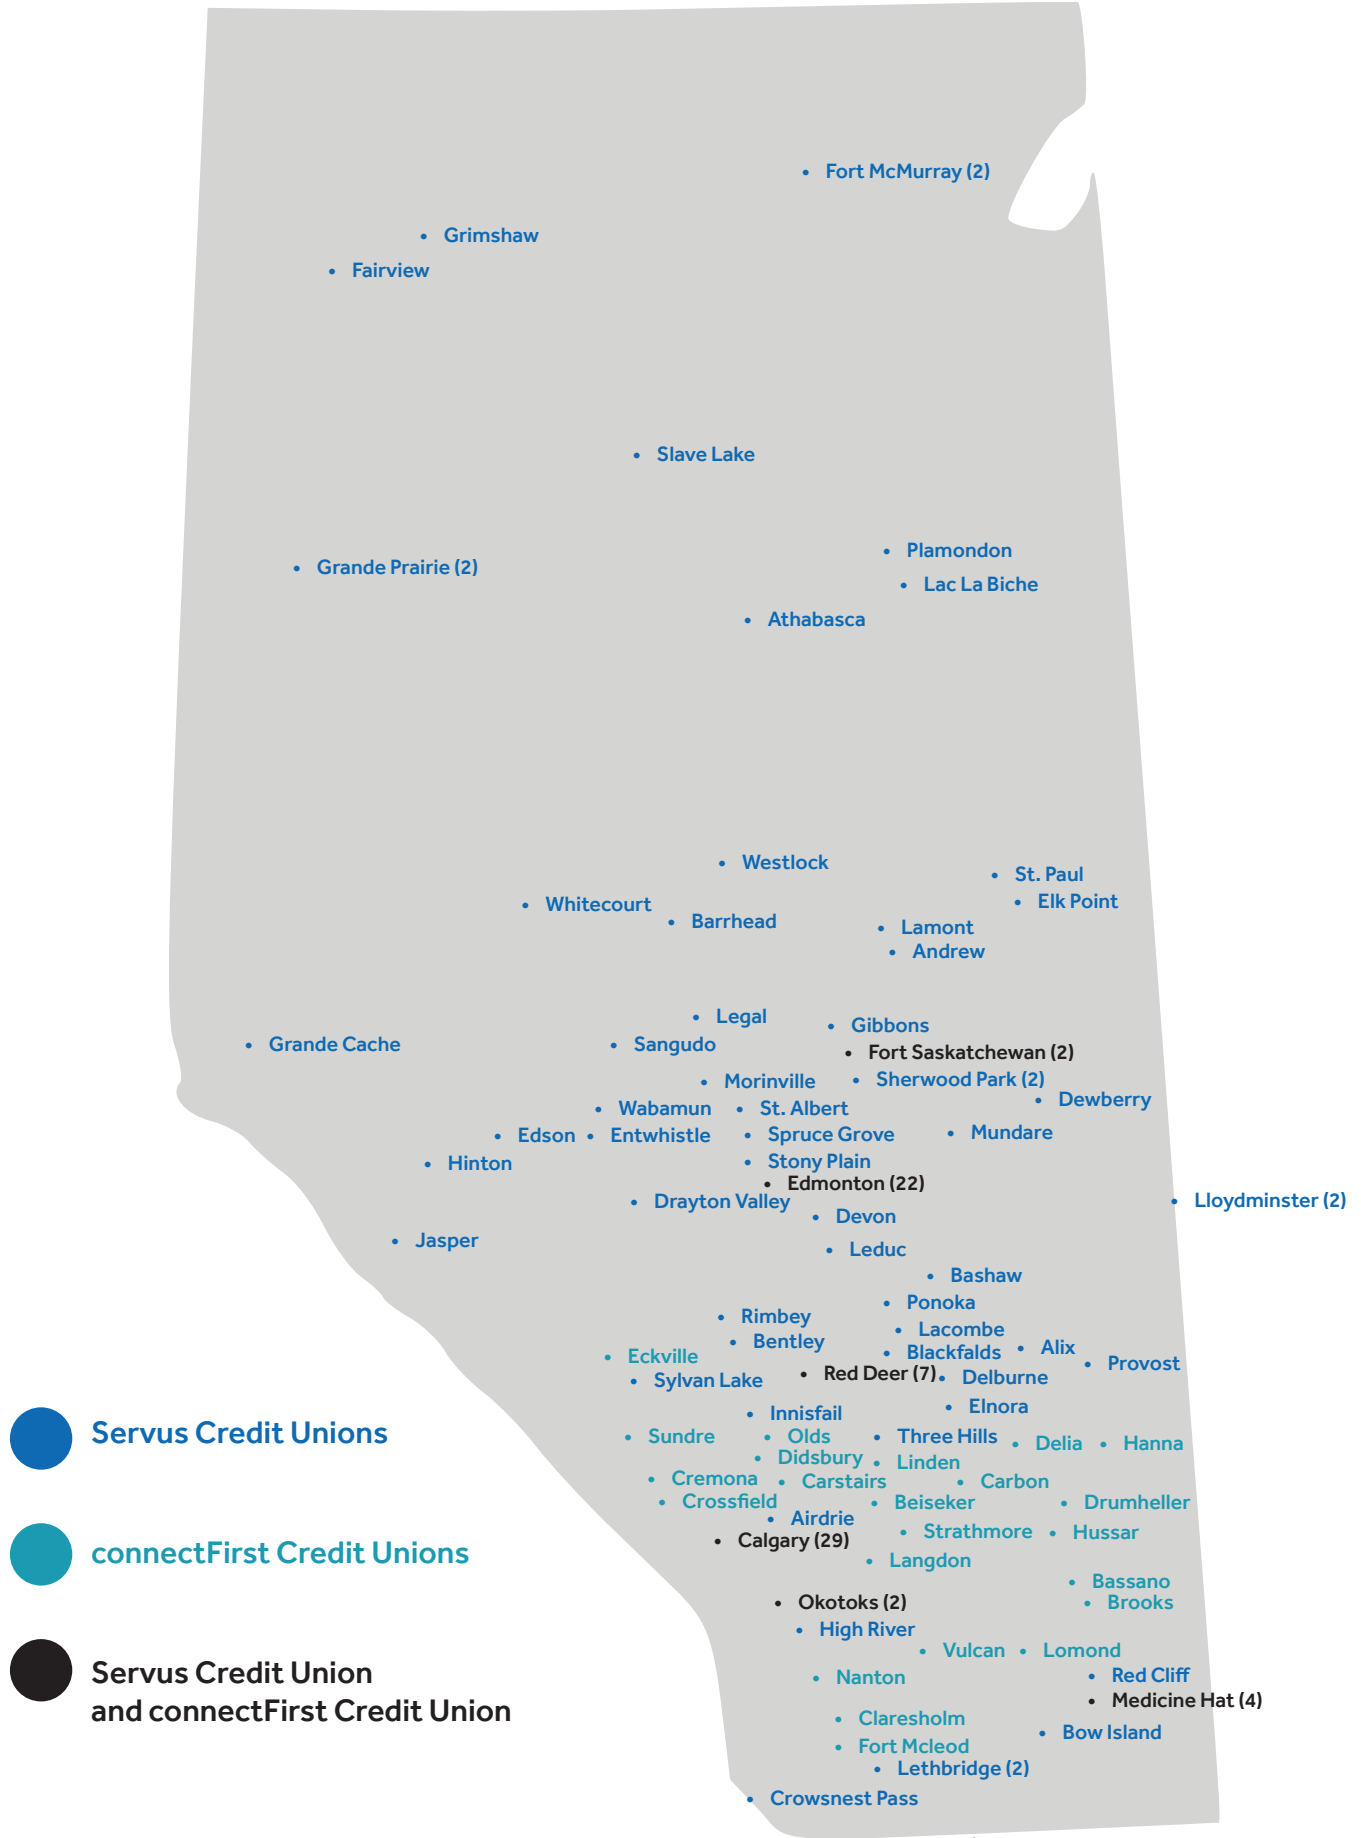 Fort McMurray (2)
Grimshaw
Fairview
Slave Lake
Plamondon
Grande Prairie (2)
Lac La Biche
Athabasca
Westlock
St. Paul
Elk Point
Whitecourt
Barrhead
Lamont
Andrew
Legal
Gibbons
Grande Cache
Sangudo
Fort Saskatchewan (2)
Morinville
Sherwood Park (2)
Dewberry
Wabamun
St. Albert
Edson
Entwhistle
Spruce Grove
Mundare
Hinton
Stony Plain
Edmonton (22)
Drayton Valley
Lloydminster (2)
Devon
Jasper
Leduc
Bashaw
Ponoka
Rimbey
Lacombe
Bentley
Alix
Blackfalds
Eckville
Provost
Red Deer (7)
Delburne
Sylvan Lake
Elnora
Innisfail
Sundre
Olds
Three Hills
Delia
Hanna
Didsbury
Linden
Cremona
Carstairs
Carbon
Crossfield
Beiseker
Drumheller
Airdrie
Strathmore
Hussar
Calgary (29)
Langdon
Bassano
Okotoks (2)
Brooks
High River
Vulcan
Lomond
Nanton
Red Cliff
Medicine Hat (4)
Claresholm
Bow Island
Fort Mcleod
Lethbridge (2)
Crowsnest Pass
Servus Credit Unions
connectFirst Credit Unions
Servus Credit Union
and connectFirst Credit Union